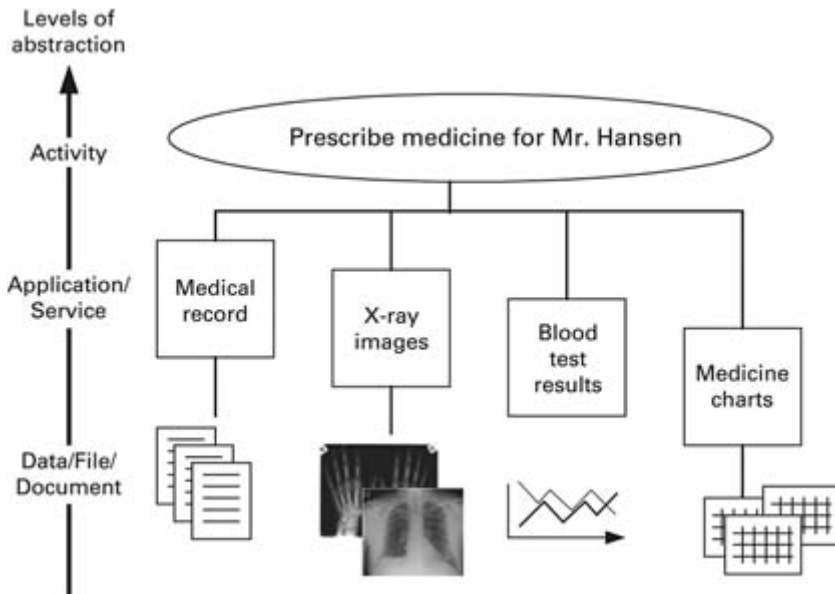 Levels of
abstraction
Activity
Prescribe medicine for Mr. Hansen
Application/
Service
Medical
record
X-ray
images
Blood
test
results
Medicine
charts
Data/File/
Document